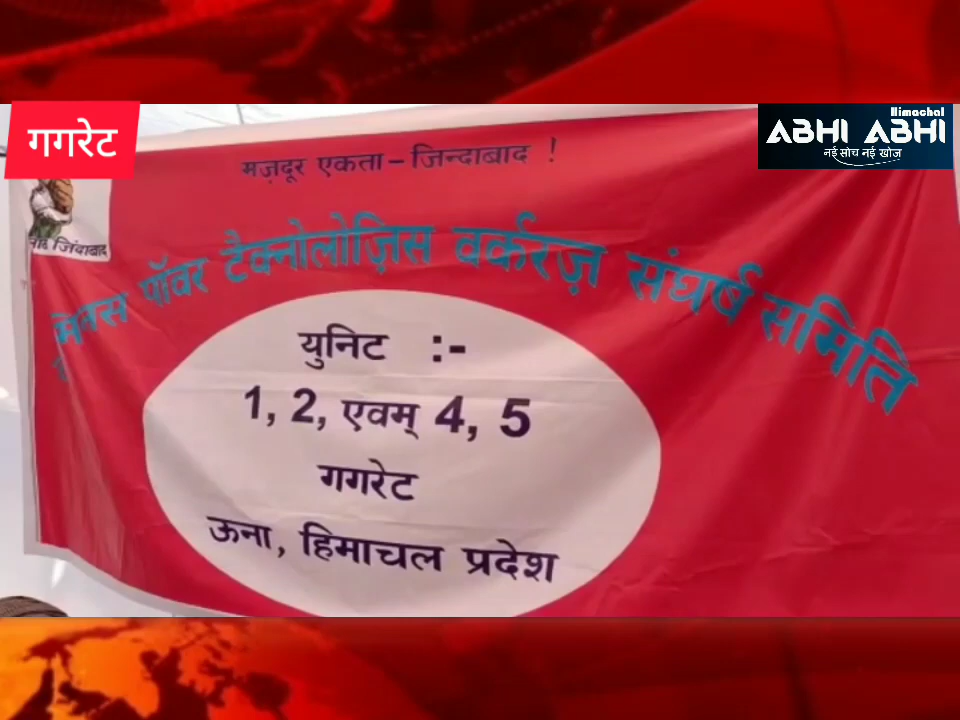 गगरेट
Himachal
ABHI ABHI
नई सोच नई खोज
मज़दूर एकता – जिन्दाबाद !
जिंदाबाद
पॉवर टैक्नोलोज़िस वर्करज़ संघर्ष समिति
युनिट :-
1, 2, एवम् 4, 5
गगरेट
ऊना, हिमाचल प्रदेश